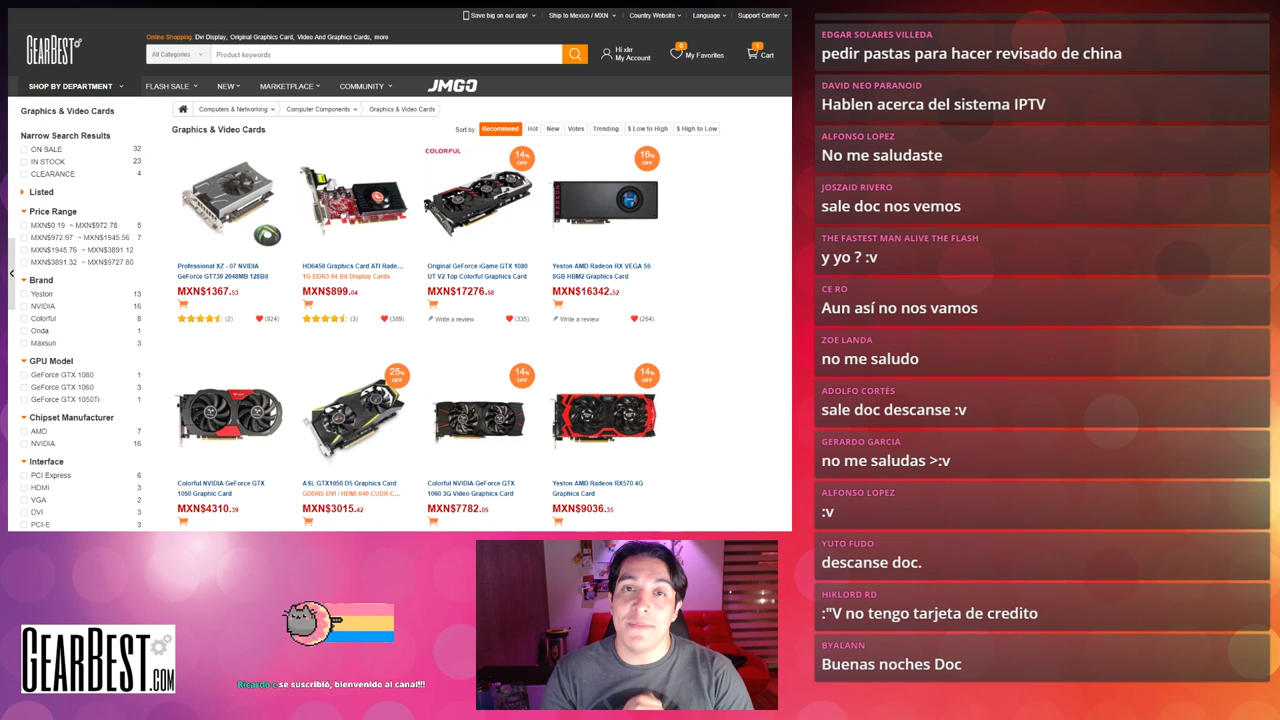 Save big on our app!
Ship to Mexico / MXN
Country Website
Language
Support Center
GEARBEST
Online Shopping: Dvi Display, Original Graphics Card, Video And Graphics Cards, more
All Categories
Product keywords
Hi xlrr
My Account
0
My Favorites
1
Cart
SHOP BY DEPARTMENT
FLASH SALE
NEW
MARKETPLACE
COMMUNITY
JMGO
Computers & Networking
Computer Components
Graphics & Video Cards
Graphics & Video Cards
Sort by:
Recommend
Hot
New
Votes
Trending
$ Low to High
$ High to Low
Graphics & Video Cards
Narrow Search Results
ON SALE 32
IN STOCK 23
CLEARANCE 4
Listed
Price Range
MXN$0.19 ~ MXN$972.78 5
MXN$972.97 ~ MXN$1945.56 7
MXN$1945.76 ~ MXN$3891.12
MXN$3891.32 ~ MXN$9727.80
Brand
Yeston 13
NVIDIA 16
Colorful 8
Onda 1
Maxsun 3
GPU Model
GeForce GTX 1080 1
GeForce GTX 1060 3
GeForce GTX 1050Ti 1
Chipset Manufacturer
AMD 7
NVIDIA 16
Interface
PCI Express 6
HDMI 3
VGA 2
DVI 3
PCI-E 3
Professional XZ - 07 NVIDIA
GeForce GT730 2048MB 128Bit
MXN$1367.53
(2)
(924)
HD6450 Graphics Card ATI Rade...
1G DDR3 64 Bit Display Cards
MXN$899.04
(3)
(389)
COLORFUL
14%
OFF
Original GeForce iGame GTX 1080
UT V2 Top Colorful Graphics Card
MXN$17276.58
Write a review
(335)
16%
OFF
RADEON
Yeston AMD Radeon RX VEGA 56
8GB HBM2 Graphics Card
MXN$16342.52
Write a review
(264)
Colorful NVIDIA GeForce GTX
1050 Graphic Card
MXN$4310.39
25%
OFF
ASL GTX1050 D5 Graphics Card
GDDR5 DVI / HDMI 640 CUDR C...
MXN$3015.42
14%
OFF
Colorful NVIDIA GeForce GTX
1060 3G Video Graphics Card
MXN$7782.05
14%
OFF
Yeston AMD Radeon RX570 4G
Graphics Card
MXN$9036.35
GEARBEST.COM
Ricardo c se suscribió, bienvenido al canal!!!
EDGAR SOLARES VILLEDA
pedir pastas para hacer revisado de china
DAVID NEO PARANOID
Hablen acerca del sistema IPTV
ALFONSO LOPEZ
No me saludaste
JOSZAID RIVERO
sale doc nos vemos
THE FASTEST MAN ALIVE THE FLASH
y yo ? :v
CE RO
Aun así no nos vamos
ZOE LANDA
no me saludo
ADOLFO CORTÉS
sale doc descanse :v
GERARDO GARCIA
no me saludas >:v
ALFONSO LOPEZ
:v
YUTO FUDO
descanse doc.
HIKLORD RD
:"V no tengo tarjeta de credito
BYALANN
Buenas noches Doc